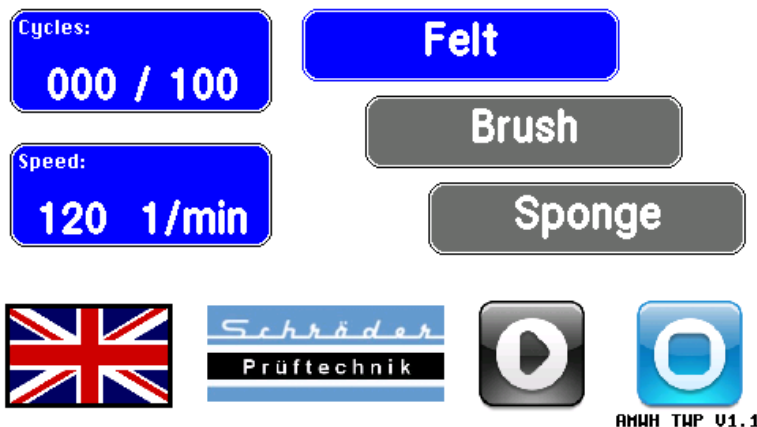 Cycles:
000 / 100
Speed:
120 1/min
Felt
Brush
Sponge
Schröder
Prüftechnik
AMWH TWP V1.1